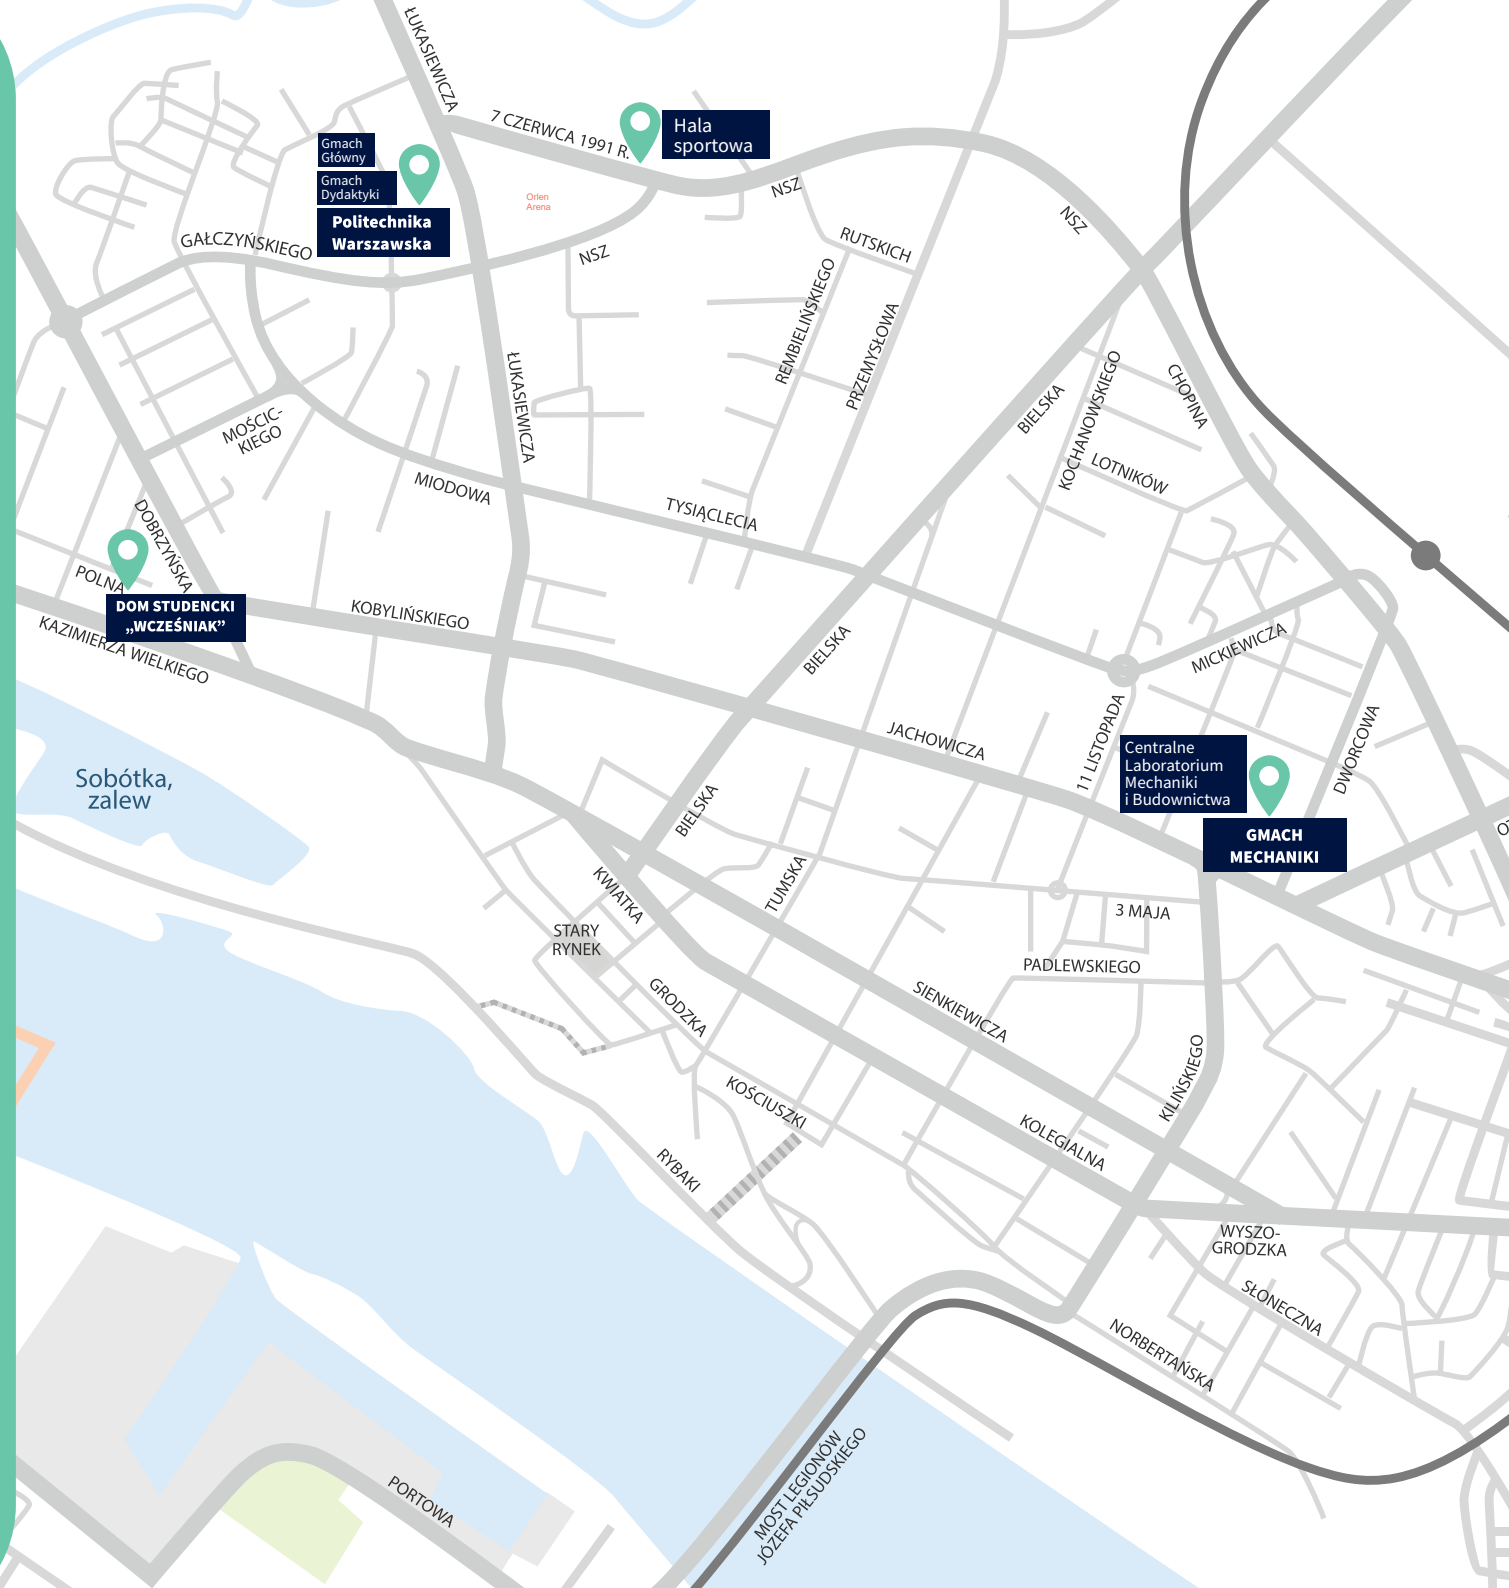 ŁUKASIEWICZA
7 CZERWCA 1991 R.
Hala
sportowa
Gmach
Główny
Gmach
Dydaktyki
Politechnika
Warszawska
Orlen
Arena
NSZ
NSZ
GAŁCZYŃSKIEGO
NSZ
RUTSKICH
REMBIELIŃSKIEGO
PRZEMYSŁOWA
ŁUKASIEWICZA
BIELSKA
KOCHANOWSKIEGO
CHOPINA
MOŚCIC-
KIEGO
LOTNIKÓW
MIODOWA
TYSIĄCLECIA
DOBRZYŃSKA
POLNA
DOM STUDENCKI
„WCZEŚNIAK”
KOBYLIŃSKIEGO
KAZIMIERZA WIELKIEGO
BIELSKA
MICKIEWICZA
JACHOWICZA
11 LISTOPADA
DWORCOWA
Centralne
Laboratorium
Mechaniki
i Budownictwa
Sobótka,
zalew
BIELSKA
GMACH
MECHANIKI
KWIATKA
TUMSKA
3 MAJA
STARY
RYNEK
PADLEWSKIEGO
GRODZKA
SIENKIEWICZA
KILIŃSKIEGO
KOŚCIUSZKI
KOLEGIALNA
RYBAKI
WYSZO-
GRODZKA
SŁONECZNA
NORBERTAŃSKA
MOST LEGIONÓW
JÓZEFA PIŁSUDSKIEGO
PORTOWA